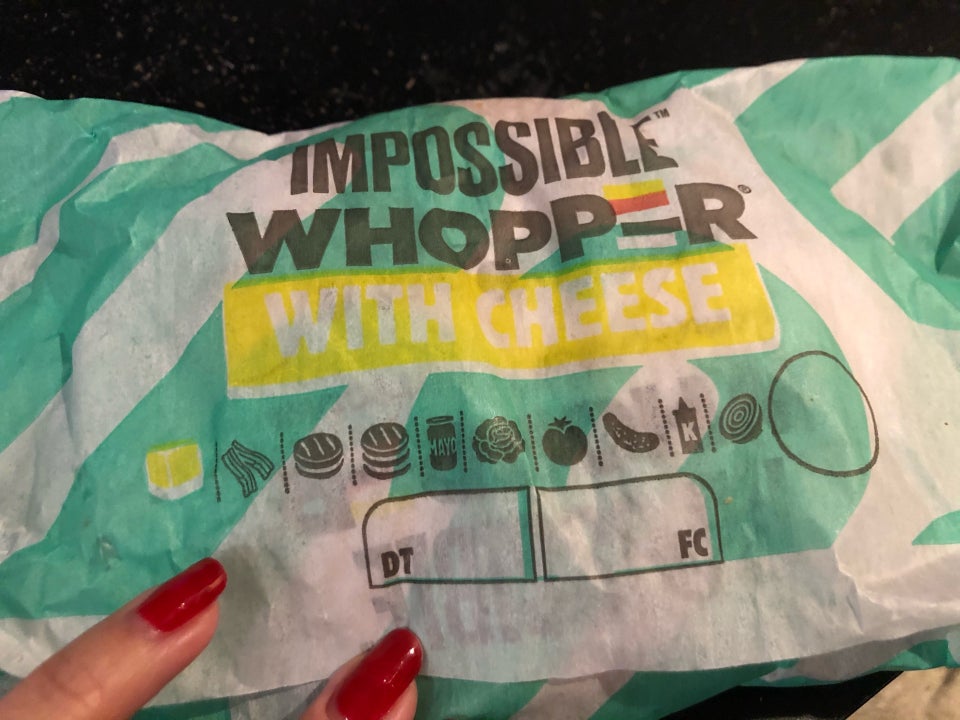 IMPOSSIBLE™
WHOPPER®
WITH CHEESE
MAYO
K
DT
FC